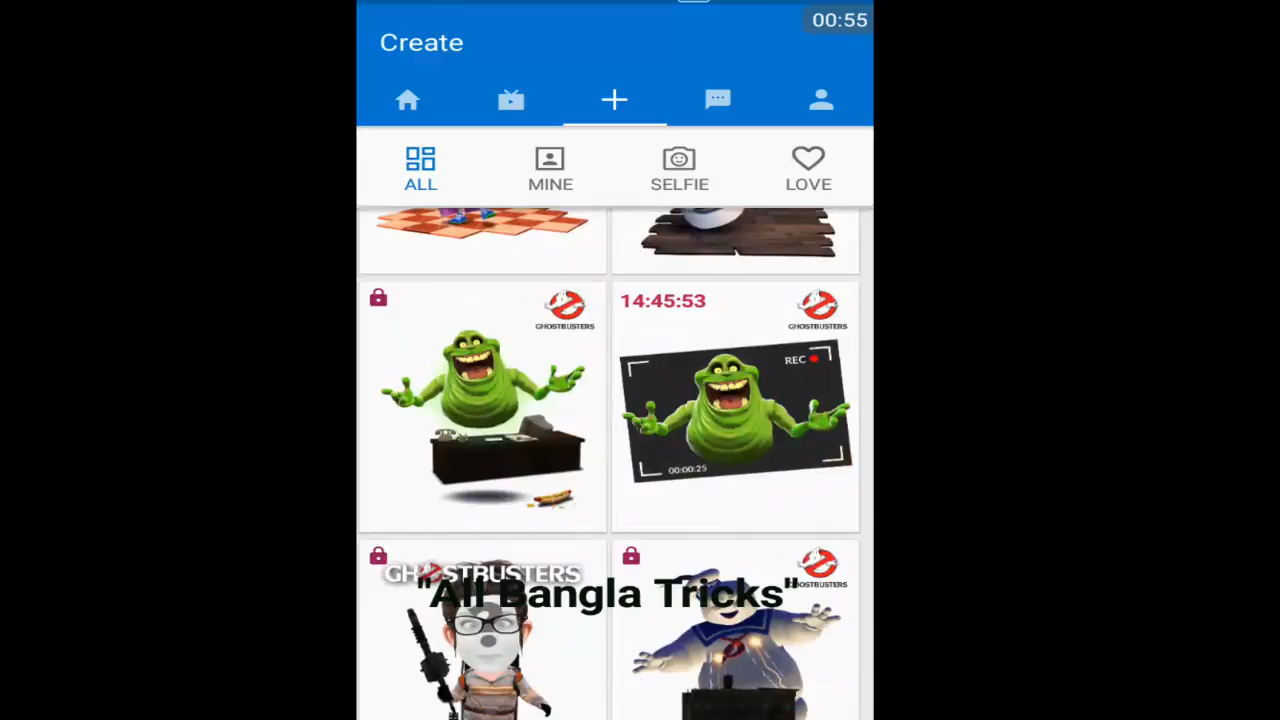 00:55
Create
ALL
MINE
SELFIE
LOVE
GHOSTBUSTERS
14:45:53
GHOSTBUSTERS
REC
00:00:25
GHOSTBUSTERS
GHOSTBUSTERS
"All Bangla Tricks"